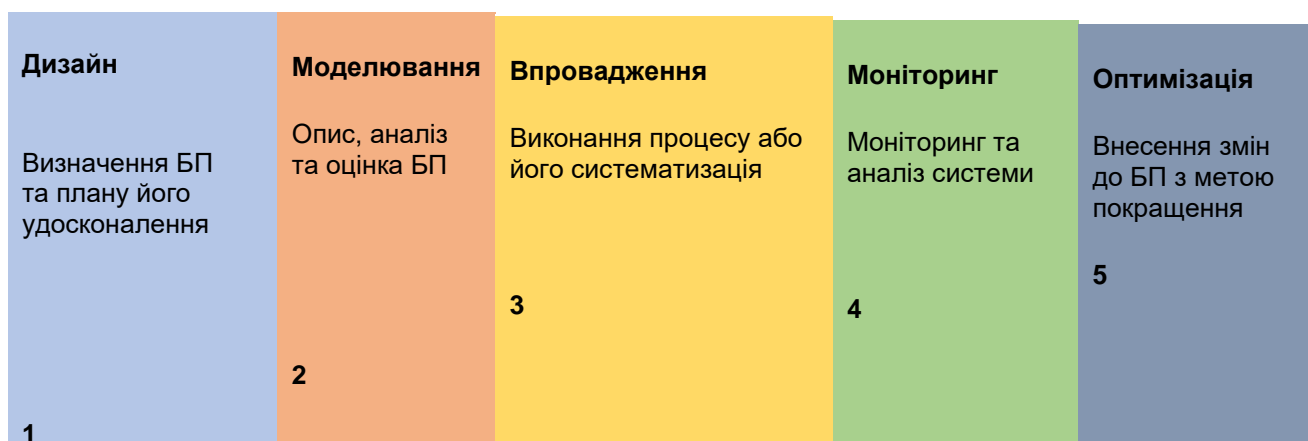 Дизайн
Визначення БП
та плану його
удосконалення
1
Моделювання
Опис, аналіз
та оцінка БП
2
Впровадження
Виконання процесу або
його систематизація
3
Моніторинг
Моніторинг та
аналіз системи
4
Оптимізація
Внесення змін
до БП з метою
покращення
5